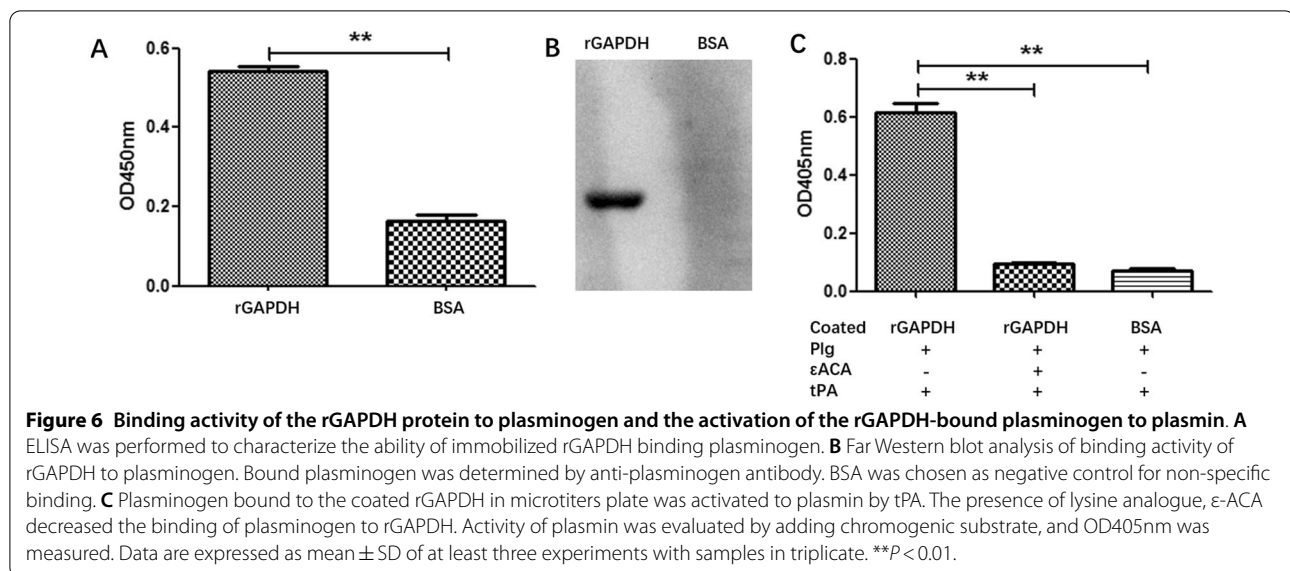 A
**
0.6
0.4
0.2
0.0
OD450nm
rGAPDH BSA
B
rGAPDH BSA
C
**
**
0.8
0.6
0.4
0.2
0.0
OD405nm
Coated rGAPDH rGAPDH BSA
Plg + + +
εACA - + -
tPA + + +
Figure 6 Binding activity of the rGAPDH protein to plasminogen and the activation of the rGAPDH-bound plasminogen to plasmin. A
ELISA was performed to characterize the ability of immobilized rGAPDH binding plasminogen. B Far Western blot analysis of binding activity of
rGAPDH to plasminogen. Bound plasminogen was determined by anti-plasminogen antibody. BSA was chosen as negative control for non-specific
binding. C Plasminogen bound to the coated rGAPDH in microtiters plate was activated to plasmin by tPA. The presence of lysine analogue, ε-ACA
decreased the binding of plasminogen to rGAPDH. Activity of plasmin was evaluated by adding chromogenic substrate, and OD405nm was
measured. Data are expressed as mean ± SD of at least three experiments with samples in triplicate. **P < 0.01.